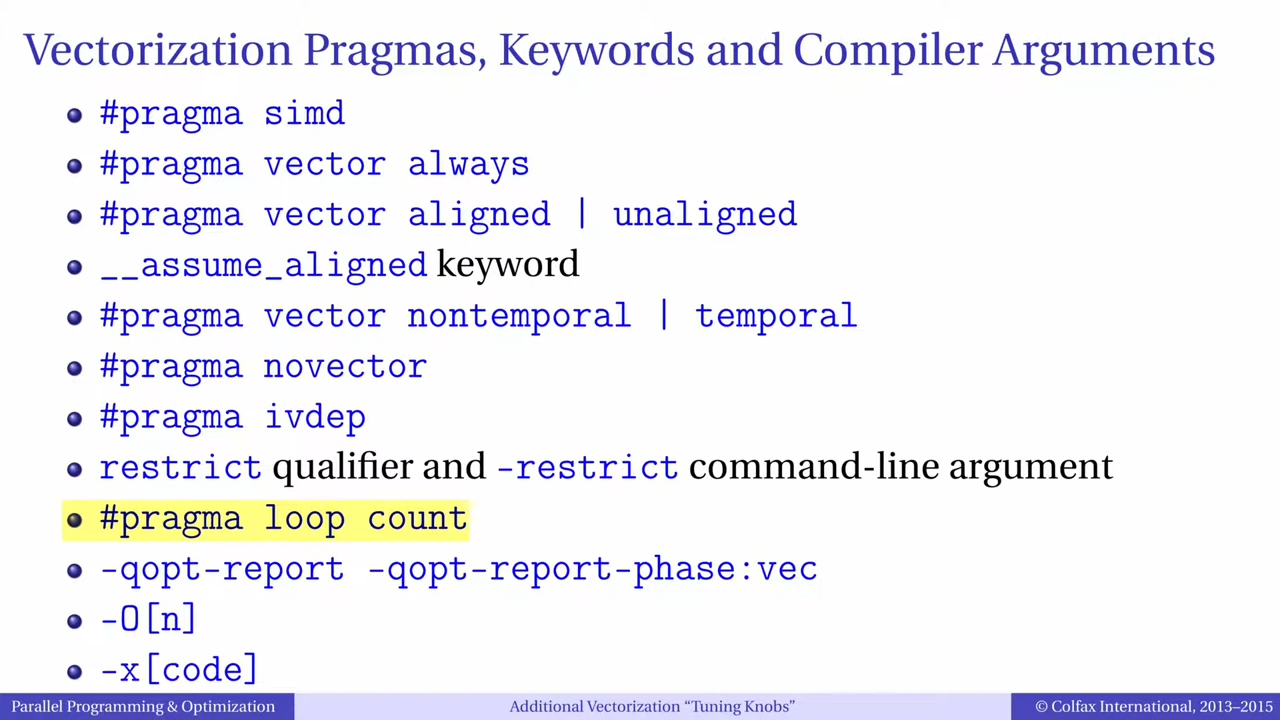 Vectorization Pragmas, Keywords and Compiler Arguments
#pragma simd
#pragma vector always
#pragma vector aligned | unaligned
__assume_aligned keyword
#pragma vector nontemporal | temporal
#pragma novector
#pragma ivdep
restrict qualifier and -restrict command-line argument
#pragma loop count
-qopt-report -qopt-report-phase:vec
-O[n]
-x[code]
Parallel Programming & Optimization
Additional Vectorization “Tuning Knobs”
© Colfax International, 2013–2015